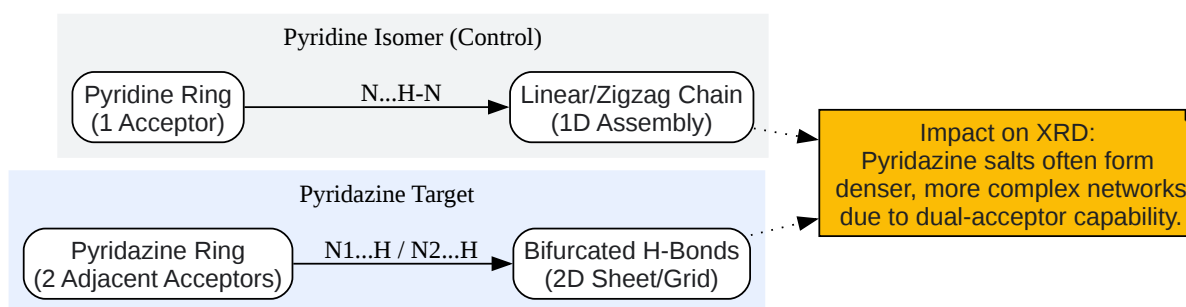 Pyridine Isomer (Control)
Pyridine Ring
(1 Acceptor)
N...H-N
Linear/Zigzag Chain
(1D Assembly)
Pyridazine Target
Pyridazine Ring
(2 Adjacent Acceptors)
N1...H / N2...H
Bifurcated H-Bonds
(2D Sheet/Grid)
Impact on XRD:
Pyridazine salts often form
denser, more complex networks
due to dual-acceptor capability.